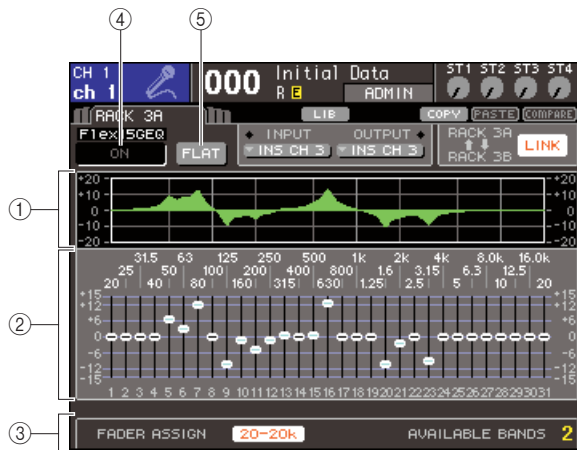 ④ ⑤
CH 1
ch 1
000
Initial Data
R E ADMIN
ST1 ST2 ST3 ST4
RACK 3A
LIB
COPY PASTE COMPARE
Flex15GEQ
ON
FLAT
INPUT
INS CH 3
OUTPUT
INS CH 3
RACK 3A
RACK 3B
LINK
①
+20 +20
10 10
0 0
-10 -10
-20 -20
②
31.5 63 125 250 500 1k 2k 4k 8.0k 16.0k
25 50 100 200 400 800 1.6 3.15 6.3 12.5
20 40 80 160 315 630 1.25 2.5 5 10 20
+15 +15
+12 +12
+6 +6
0 0
-6 -6
-12 -12
-15 -15
1 2 3 4 5 6 7 8 9 10 11 12 13 14 15 16 17 18 19 20 21 22 23 24 25 26 27 28 29 30 31
③
FADER ASSIGN 20-20k AVAILABLE BANDS 2